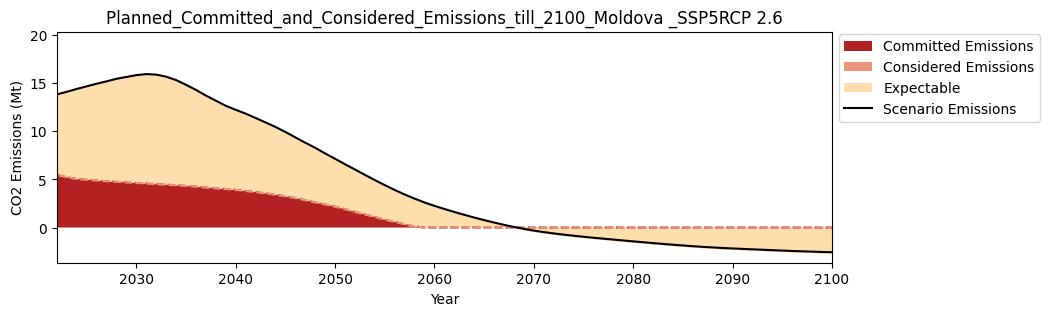 Planned_Committed_and_Considered_Emissions_till_2100_Moldova _SSP5RCP 2.6
20
15
10
5
0
CO2 Emissions (Mt)
2030 2040 2050 2060 2070 2080 2090 2100
Year
Committed Emissions
Considered Emissions
Expectable
Scenario Emissions